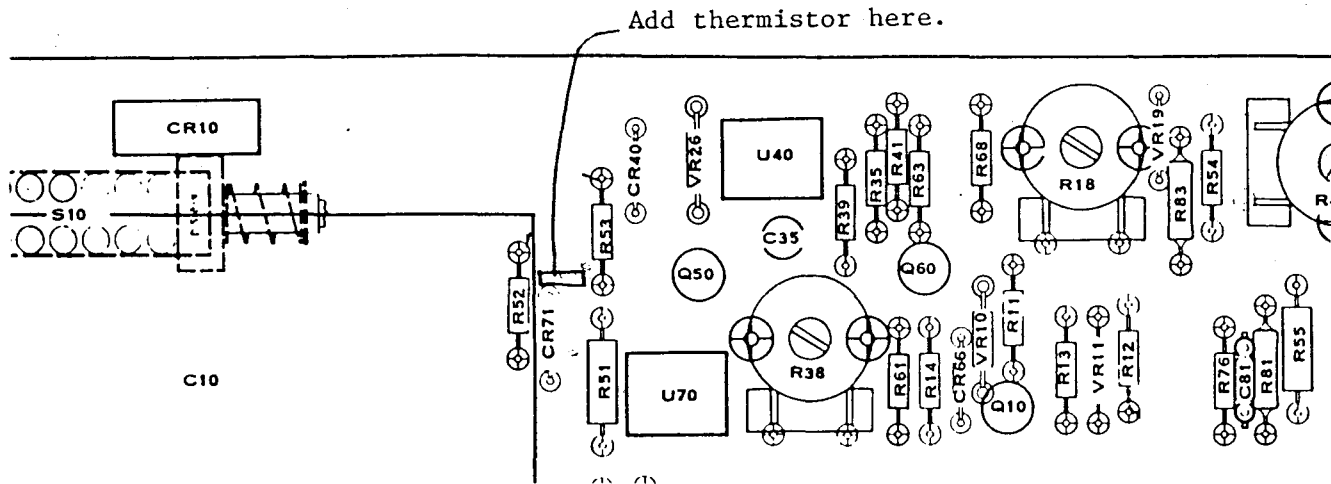 Add thermistor here.
CR10
S10
C10
R52
CR71
R53
R51
CR40
VR26
U40
Q50
C35
U70
R38
R39
R35
R41
R63
Q60
R61
R14
CR66
VR10
R11
Q10
R68
R18
VR19
R83
R54
R13
VR11
R12
R76
C81
R81
R55